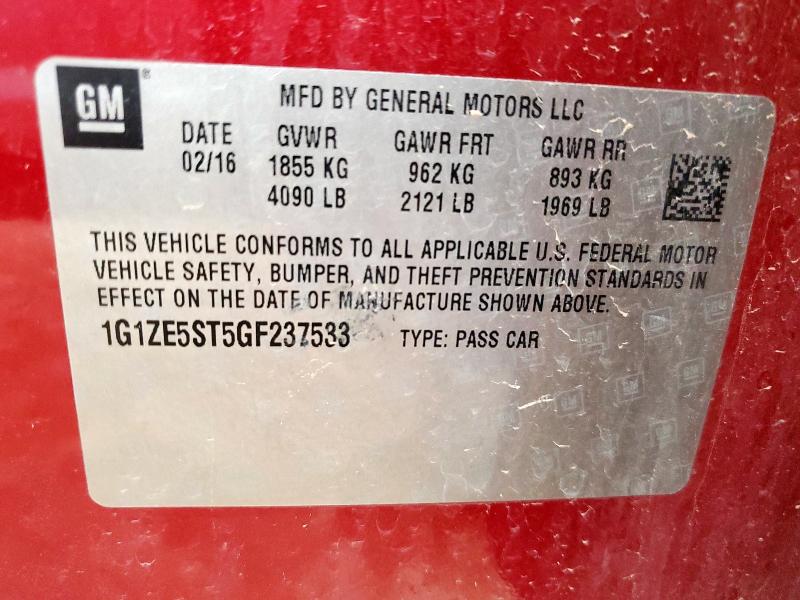 GM®
MFD BY GENERAL MOTORS LLC
DATE GVWR GAWR FRT GAWR RR
02/16 1855 KG 962 KG 893 KG
4090 LB 2121 LB 1969 LB
THIS VEHICLE CONFORMS TO ALL APPLICABLE U.S. FEDERAL MOTOR
VEHICLE SAFETY, BUMPER, AND THEFT PREVENTION STANDARDS IN
EFFECT ON THE DATE OF MANUFACTURE SHOWN ABOVE.
1G1ZE5ST5GF237533 TYPE: PASS CAR